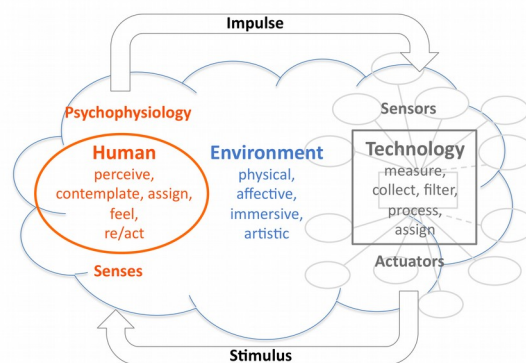 Impulse
Psychophysiology
Human
perceive,
contemplate, assign,
feel,
re/act
Senses
Environment
physical,
affective,
immersive,
artistic
Sensors
Technology
measure,
collect, filter,
process,
assign
Actuators
Stimulus